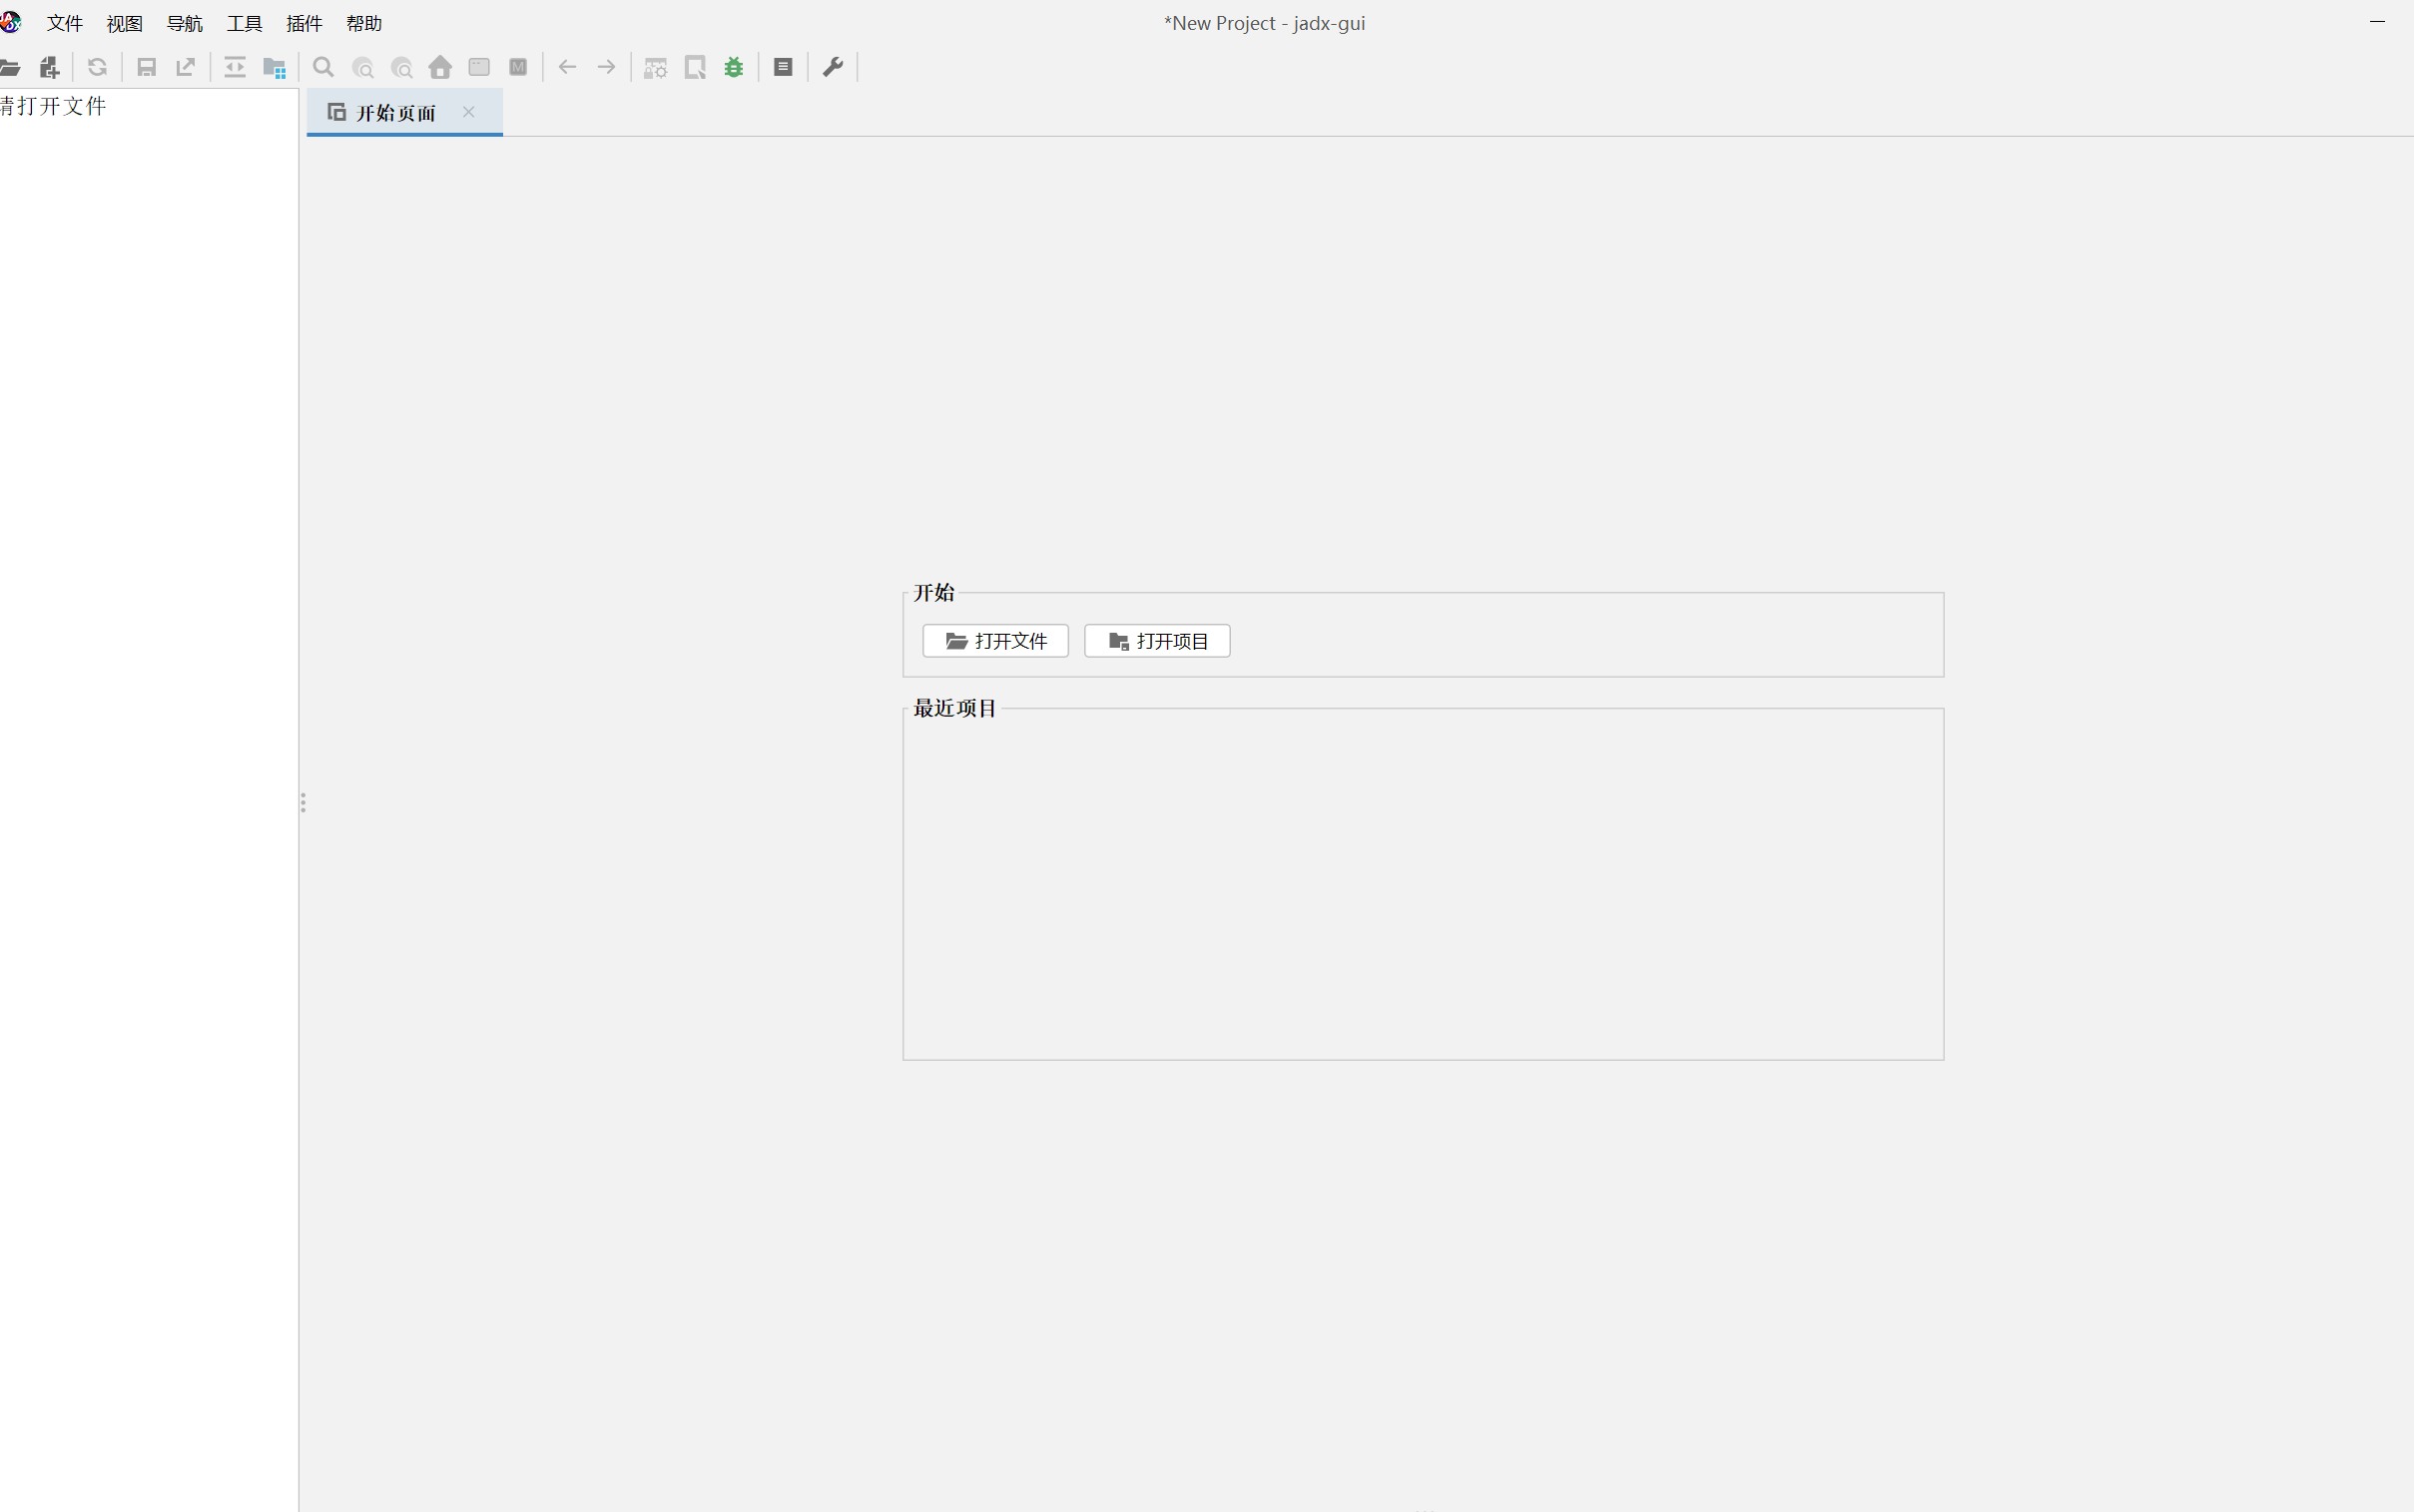 文件 视图 导航 工具 插件 帮助 *New Project - jadx-gui
请打开文件
开始页面
开始
打开文件 打开项目
最近项目